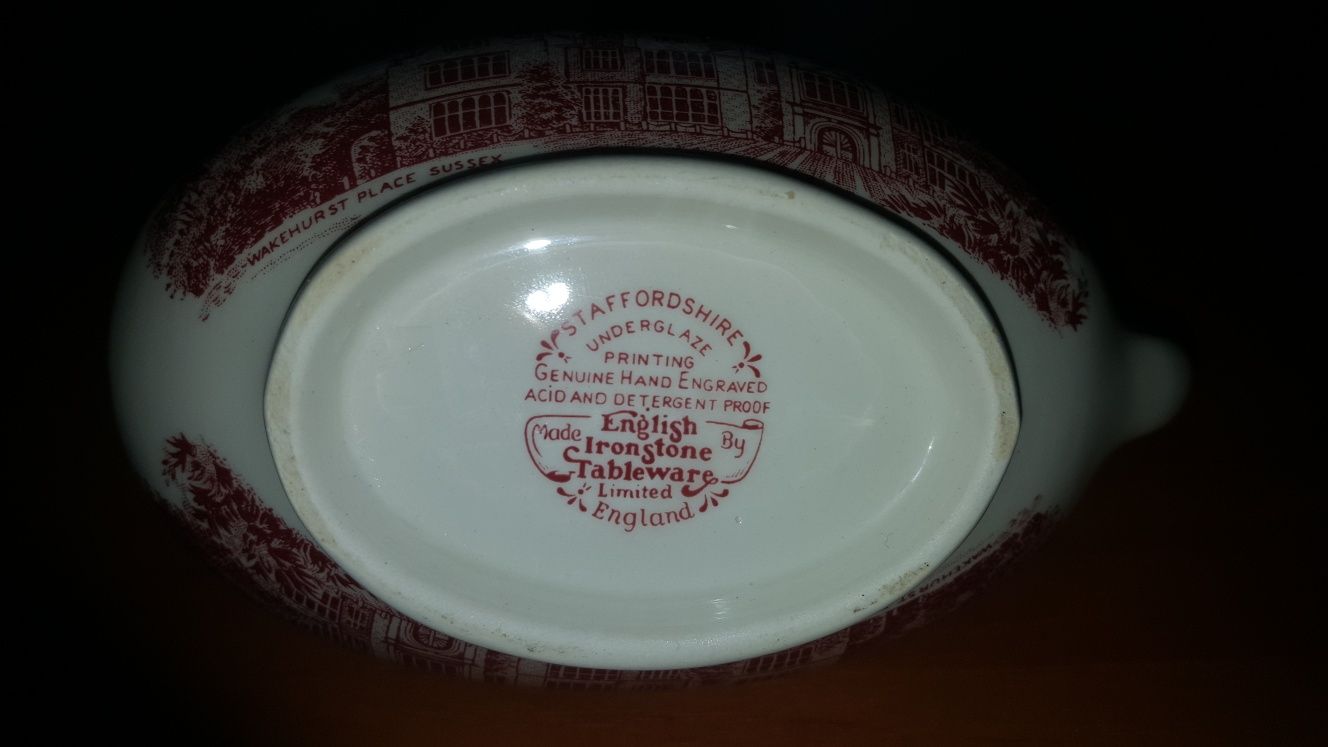 WAKEHURST PLACE SUSSEX
STAFFORDSHIRE
UNDERGLAZE
PRINTING
GENUINE HAND ENGRAVED
ACID AND DETERGENT PROOF
Made English By
Ironstone
Tableware
Limited
England